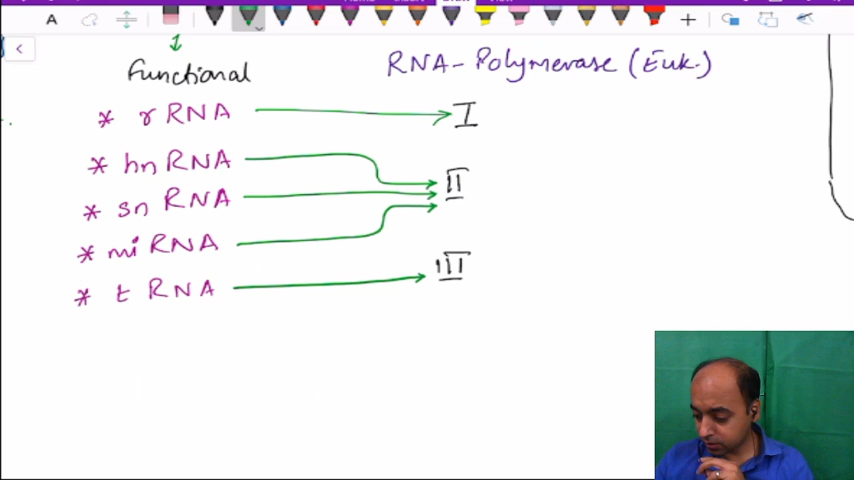 Functional
RNA-Polymerase (Euk.)
* rRNA I
* hnRNA
II
* snRNA
* miRNA
III
* tRNA